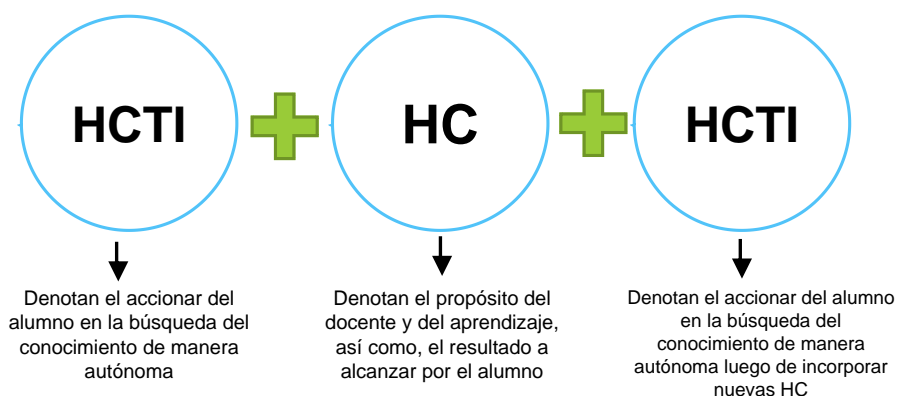 HCTI
HC
HCTI
Denotan el accionar del
alumno en la búsqueda del
conocimiento de manera
autónoma
Denotan el propósito del
docente y del aprendizaje,
así como, el resultado a
alcanzar por el alumno
Denotan el accionar del alumno
en la búsqueda del
conocimiento de manera
autónoma luego de incorporar
nuevas HC